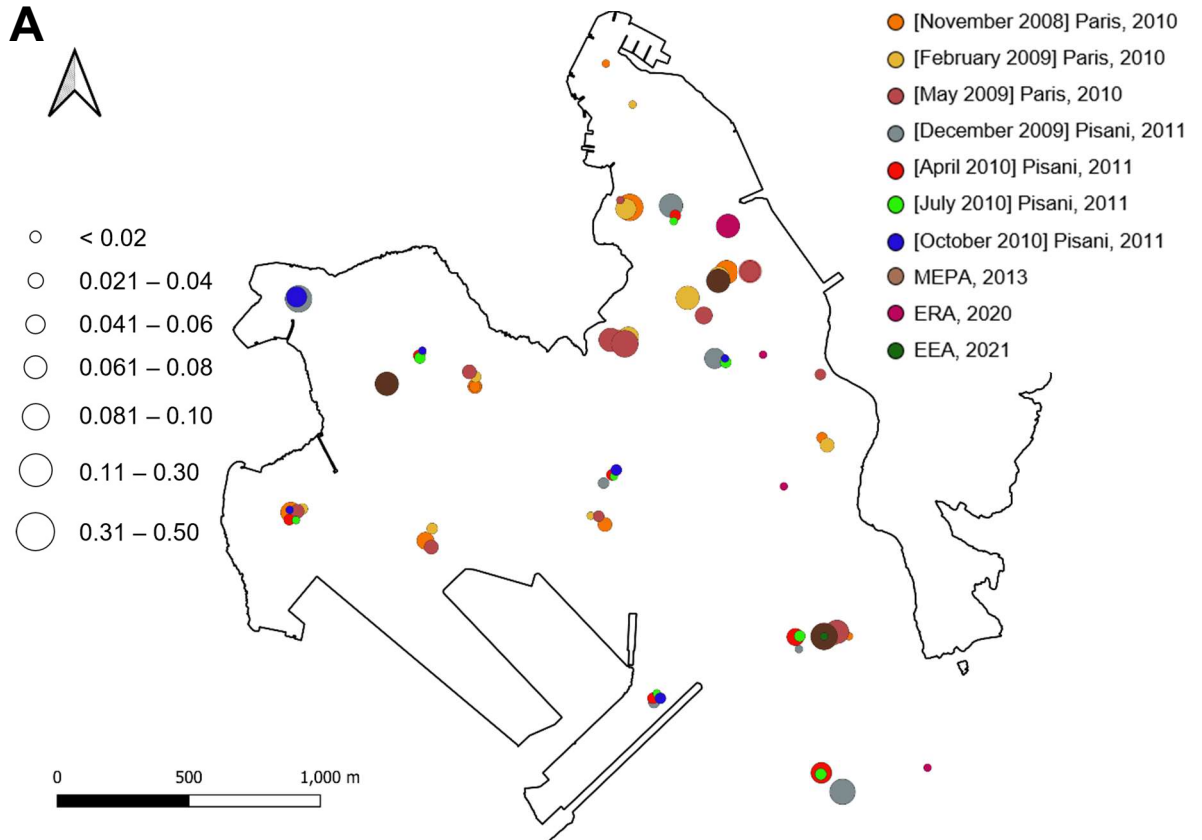 A
[November 2008] Paris, 2010
[February 2009] Paris, 2010
[May 2009] Paris, 2010
[December 2009] Pisani, 2011
[April 2010] Pisani, 2011
[July 2010] Pisani, 2011
[October 2010] Pisani, 2011
MEPA, 2013
ERA, 2020
EEA, 2021
< 0.02
0.021 – 0.04
0.041 – 0.06
0.061 – 0.08
0.081 – 0.10
0.11 – 0.30
0.31 – 0.50
0 500 1,000 m